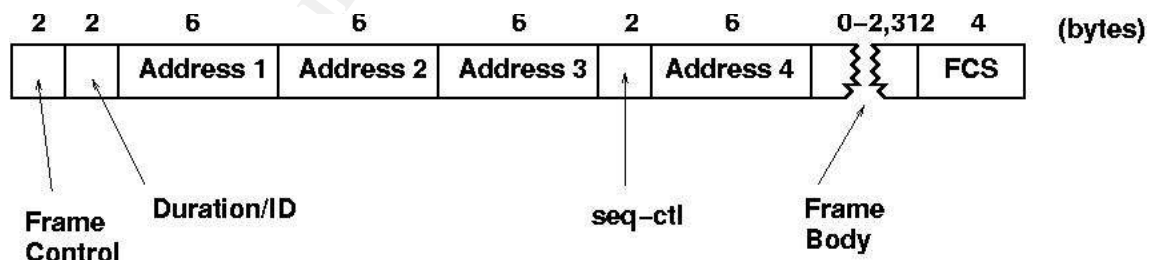 2 2 6 6 6 2 6 0-2,312 4 (bytes)
Address 1 Address 2 Address 3 Address 4 FCS
Duration/ID
Frame
Control
seq-ctl
Frame
Body